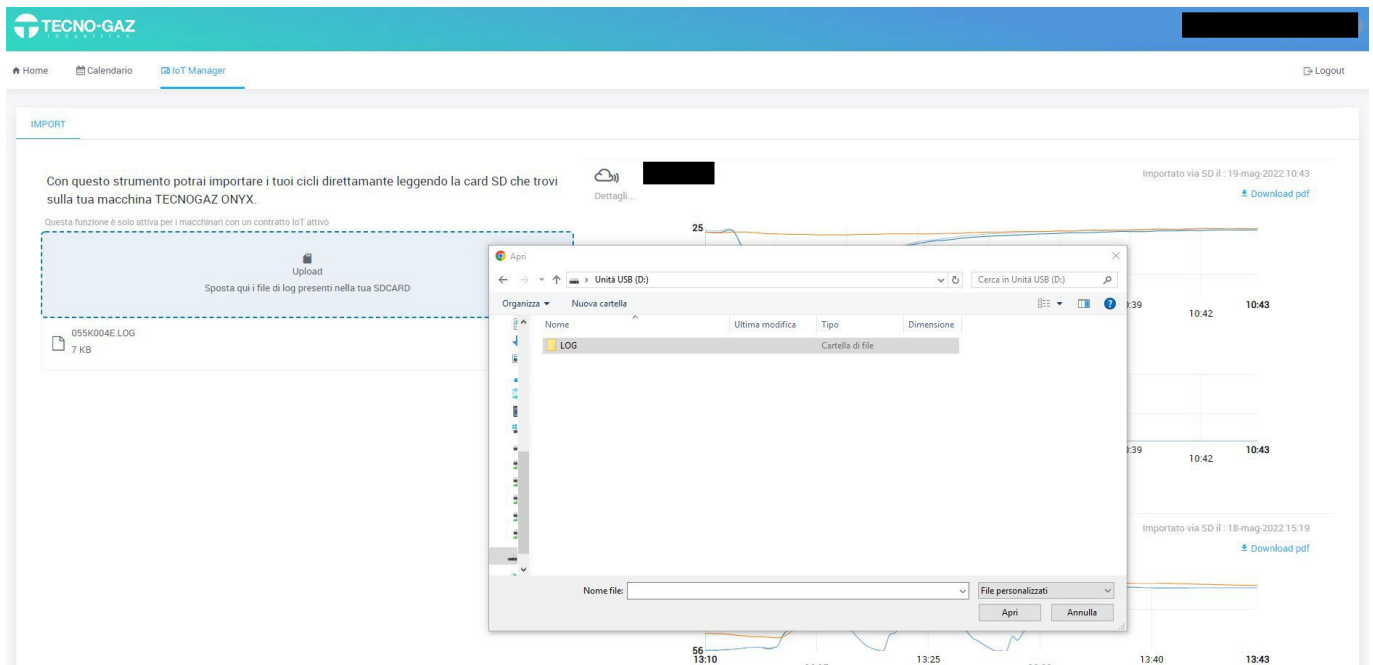 TECNO-GAZ
INDUSTRIES
Home
Calendario
IoT Manager
Logout
IMPORT
Con questo strumento potrai importare i tuoi cicli direttamante leggendo la card SD che trovi
sulla tua macchina TECNOGAZ ONYX.
Questa funzione è solo attiva per i macchinari con un contratto IoT attivo
Upload
Sposta qui i file di log presenti nella tua SDCARD
055K004E.LOG
7 KB
Dettagli...
Importato via SD il : 19-mag-2022 10:43
Download pdf
25
Apri
Unità USB (D:)
Cerca in Unità USB (D:)
Organizza
Nuova cartella
Nome
Ultima modifica
Tipo
Dimensione
LOG
Cartella di file
Nome file:
File personalizzati
Apri
Annulla
:39
10:42
10:43
:39
10:42
10:43
Importato via SD il : 18-mag-2022 15:19
Download pdf
56
13:10
13:25
13:40
13:43